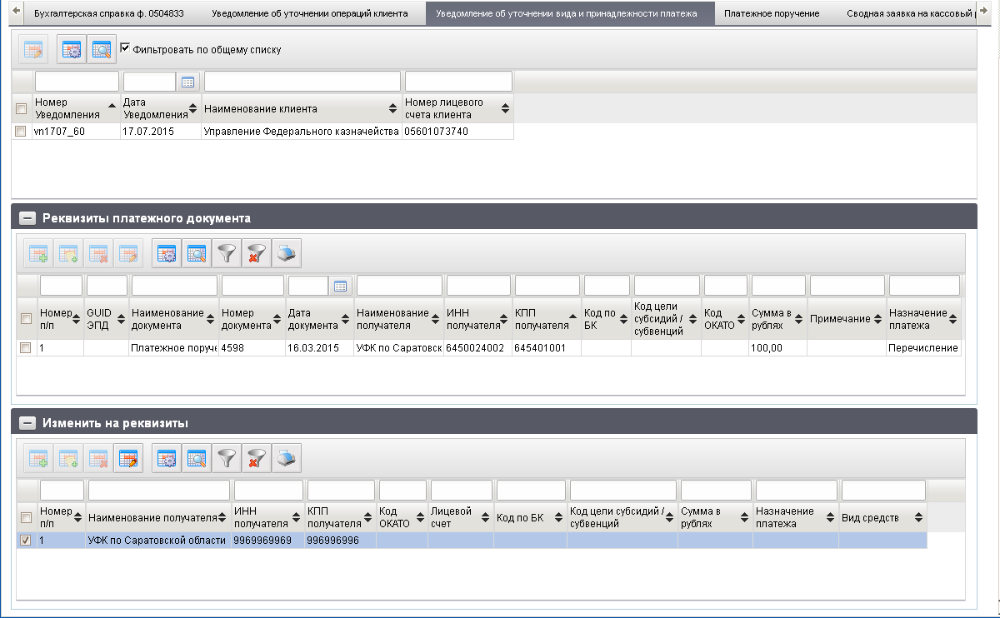 Бухгалтерская справка ф. 0504833 Уведомление об уточнении операций клиента Уведомление об уточнении вида и принадлежности платежа Платежное поручение Сводная заявка на кассовый
Фильтровать по общему списку
Номер Уведомления Дата Уведомления Наименование клиента Номер лицевого счета клиента
vn1707_60 17.07.2015 Управление Федерального казначейства 05601073740
Реквизиты платежного документа
Номер п/п GUID ЭПД Наименование документа Номер документа Дата документа Наименование получателя ИНН получателя КПП получателя Код по БК Код цели субсидий / субвенций Код ОКАТО Сумма в рублях Примечание Назначение платежа
1 Платежное поруче 4598 16.03.2015 УФК по Саратовск 6450024002 645401001 100,00 Перечисление
Изменить на реквизиты
Номер п/п Наименование получателя ИНН получателя КПП получателя Код ОКАТО Лицевой счет Код по БК Код цели субсидий / субвенций Сумма в рублях Назначение платежа Вид средств
1 УФК по Саратовской области 9969969969 996996996